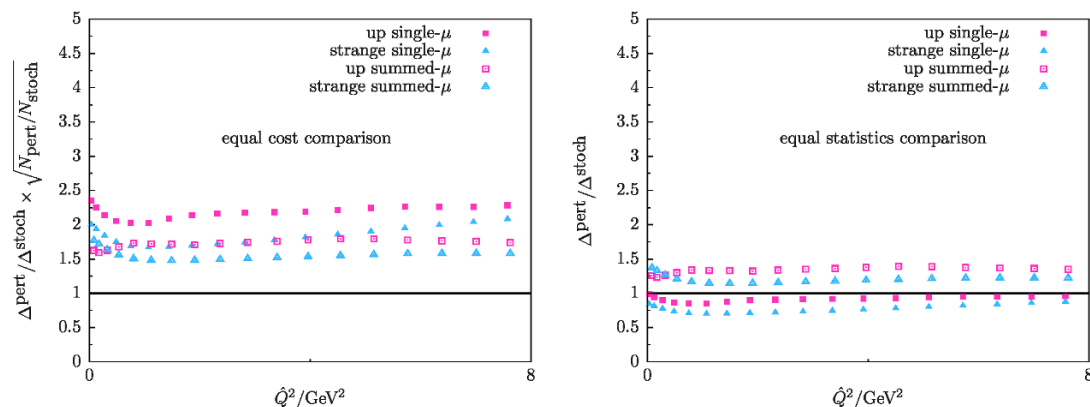 5
4.5
4
3.5
3
2.5
2
1.5
1
0.5
0
Δ^pert/Δ^stoch × √(N_pert/N_stoch)
up single-μ
strange single-μ
up summed-μ
strange summed-μ
equal cost comparison
0 4 8
Q̂²/GeV²
5
4.5
4
3.5
3
2.5
2
1.5
1
0.5
0
Δ^pert/Δ^stoch
up single-μ
strange single-μ
up summed-μ
strange summed-μ
equal statistics comparison
0 4 8
Q̂²/GeV²